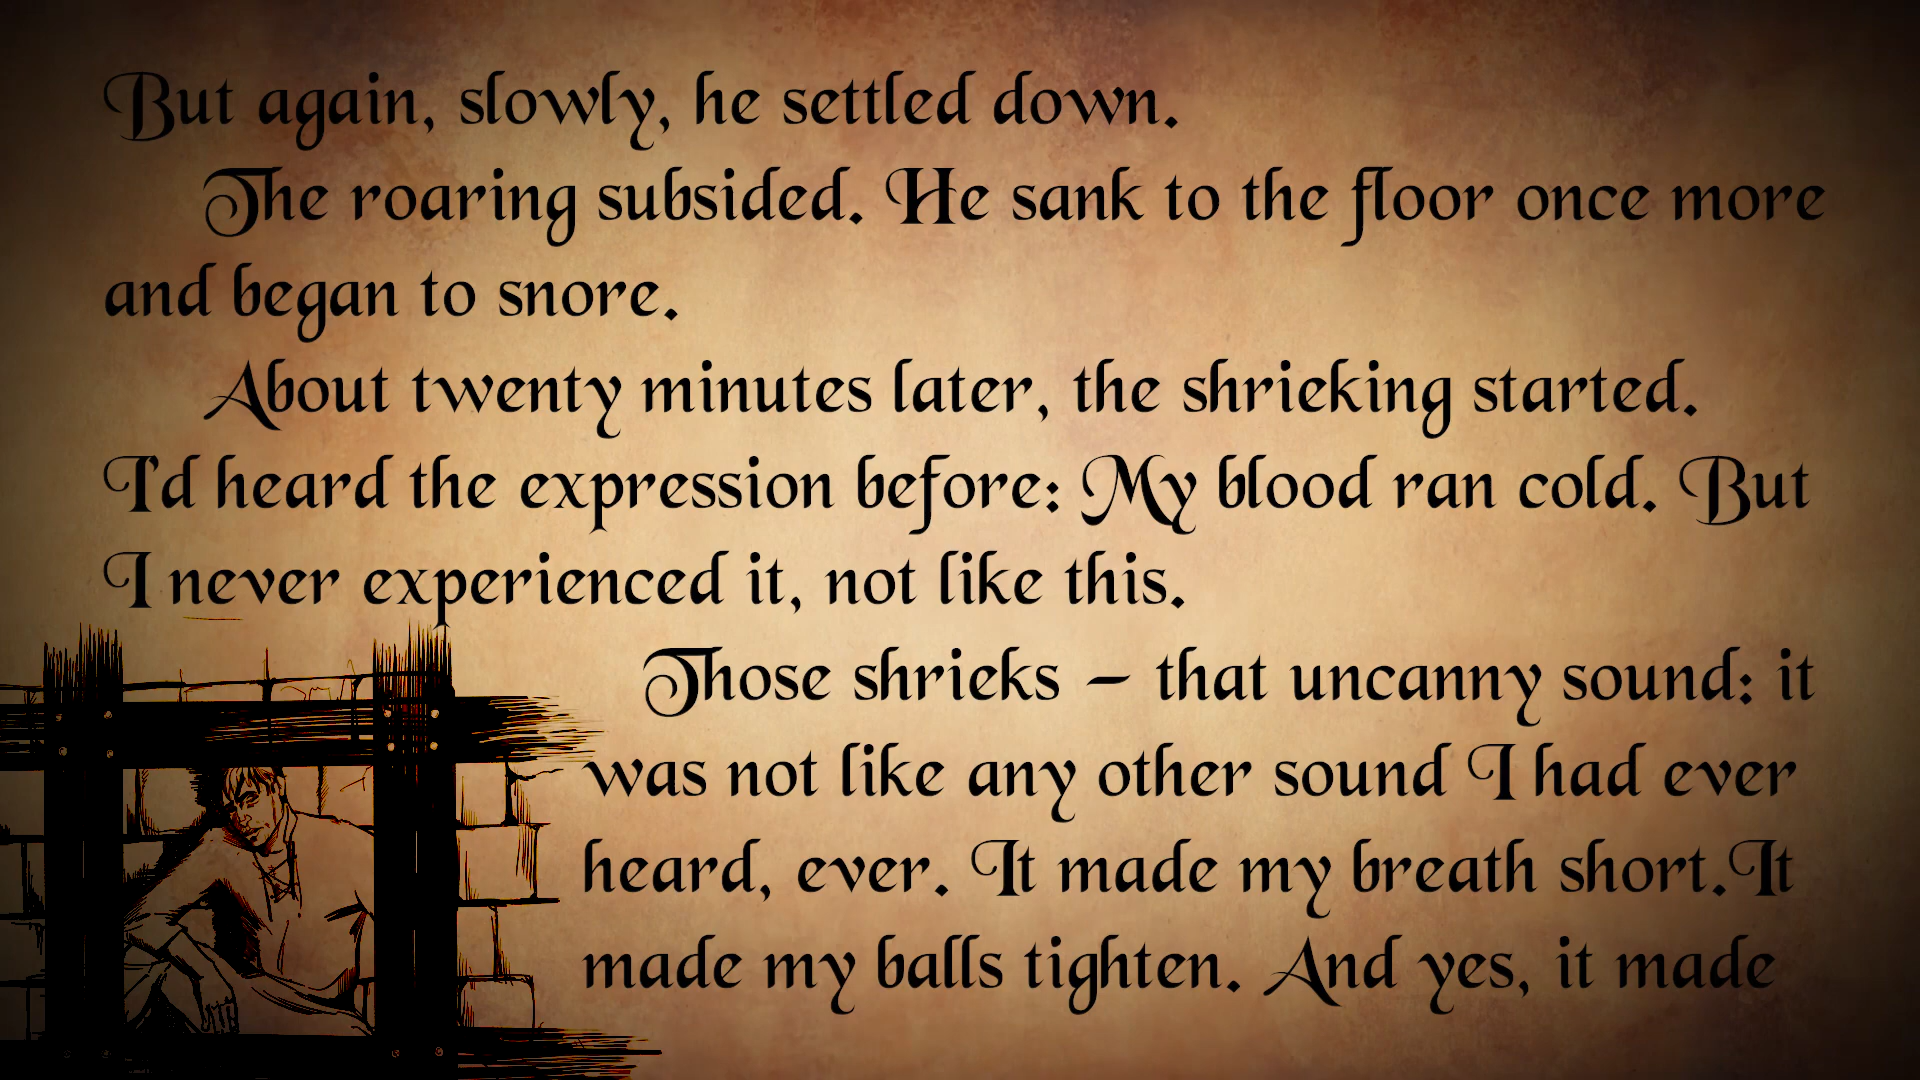 But again, slowly, he settled down.
The roaring subsided. He sank to the floor once more
and began to snore.
About twenty minutes later, the shrieking started.
I'd heard the expression before: My blood ran cold. But
I never experienced it, not like this.
Those shrieks – that uncanny sound: it
was not like any other sound I had ever
heard, ever. It made my breath short.It
made my balls tighten. And yes, it made